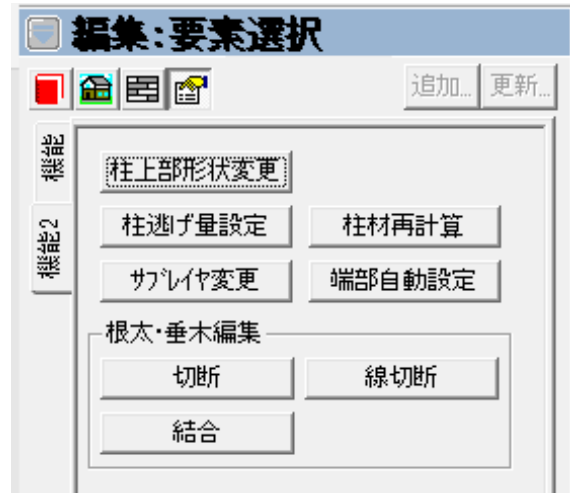 編集:要素選択
追加... 更新...
機能
機能2
柱上部形状変更
柱逃げ量設定 柱材再計算
サブレイヤ変更 端部自動設定
根太・垂木編集
切断 線切断
結合